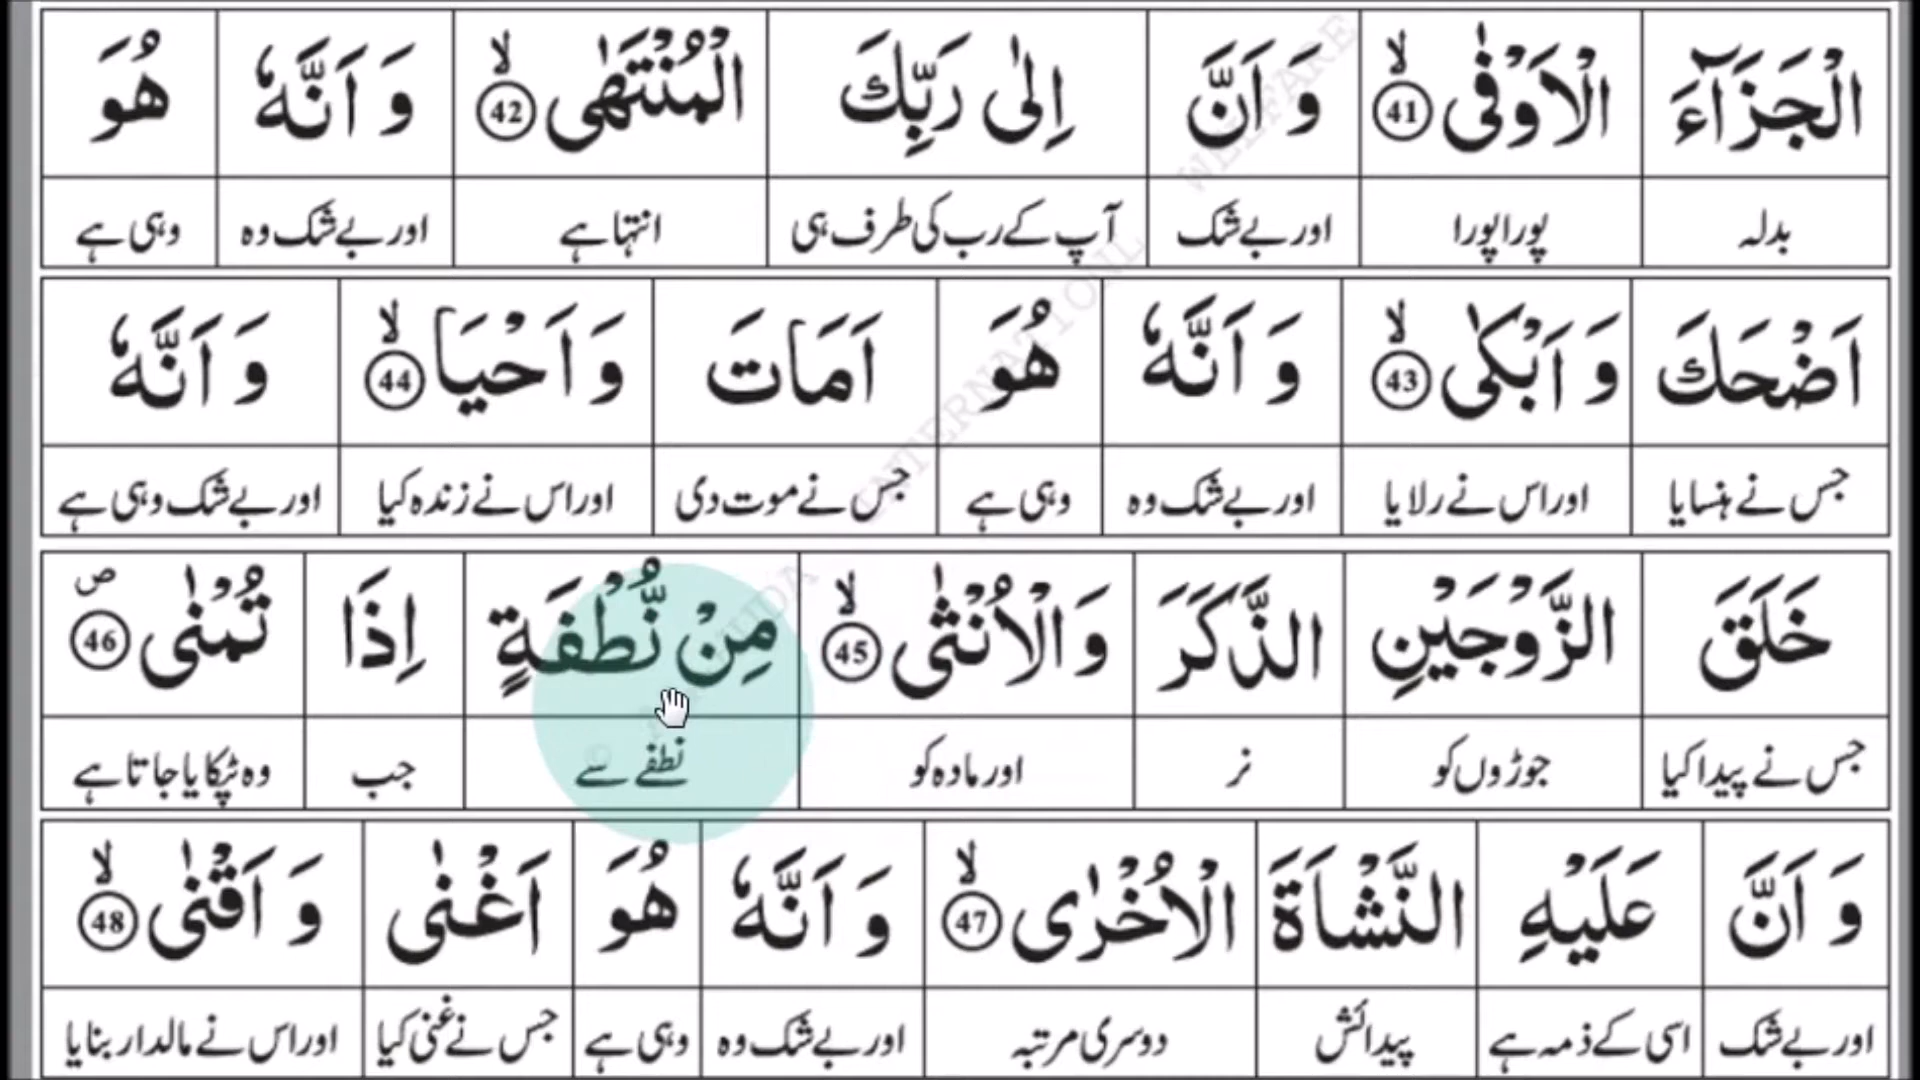 الْجَزَآءَ الْاَوْفٰى ۙ 41 وَ اَنَّ اِلٰى رَبِّكَ الْمُنْتَهٰى ۙ 42 وَ اَنَّهٗ هُوَ
بدلہ پورا پورا اور بے شک آپ کے رب کی طرف ہی انتہا ہے اور بے شک وہ وہی ہے
اَضْحَكَ وَ اَبْكٰى ۙ 43 وَ اَنَّهٗ هُوَ اَمَاتَ وَ اَحْيَا ۙ 44 وَ اَنَّهٗ
جس نے ہنسایا اور اس نے رلایا اور بے شک وہ وہی ہے جس نے موت دی اور اس نے زندہ کیا اور بے شک وہی ہے
خَلَقَ الزَّوْجَيْنِ الذَّكَرَ وَ الْاُنْثٰى ۙ 45 مِنْ نُّطْفَةٍ اِذَا تُمْنٰى ۪ 46
جس نے پیدا کیا جوڑوں کو نر اور مادہ کو نطفے سے جب وہ ٹپکایا جاتا ہے
وَ اَنَّ عَلَيْهِ النَّشْاَةَ الْاُخْرٰى ۙ 47 وَ اَنَّهٗ هُوَ اَغْنٰى وَ اَقْنٰى ۙ 48
اور بے شک اسی کے ذمہ ہے پیدائش دوسری مرتبہ اور بے شک وہ وہی ہے جس نے غنی کیا اور اس نے مالدار بنایا
INTERNATIONL WELFARE